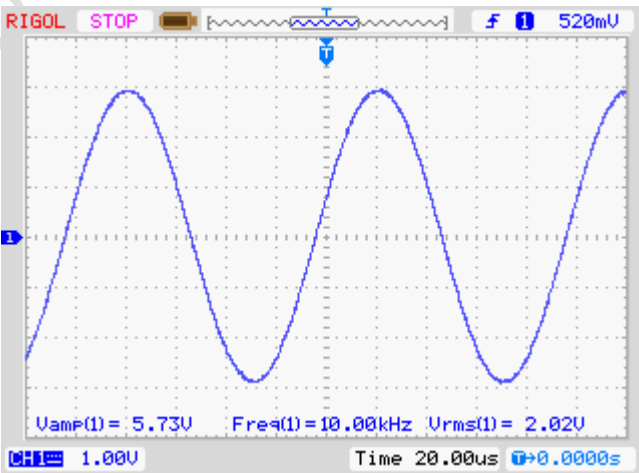 RIGOL STOP T f 1 520mV
T
1
Vamp(1)= 5.73V Freq(1)=10.00kHz Vrms(1)= 2.02V
CH1 1.00V Time 20.00us T→0.0000s